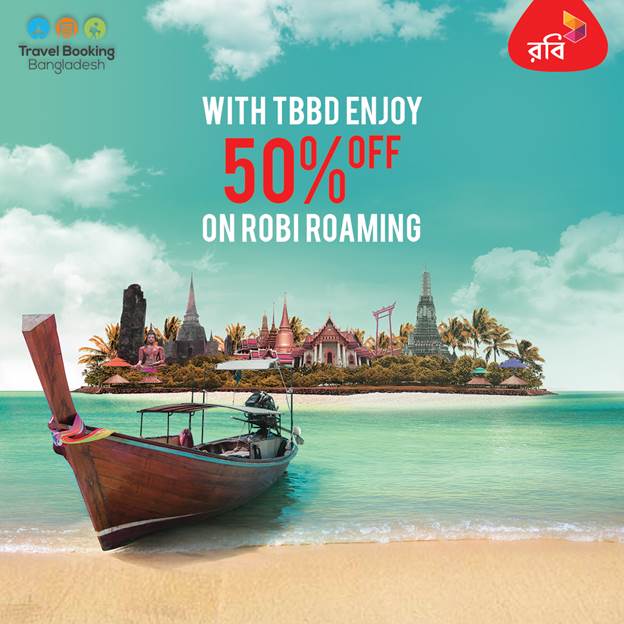 Travel Booking
Bangladesh
রবি
WITH TBBD ENJOY
50% OFF
ON ROBI ROAMING